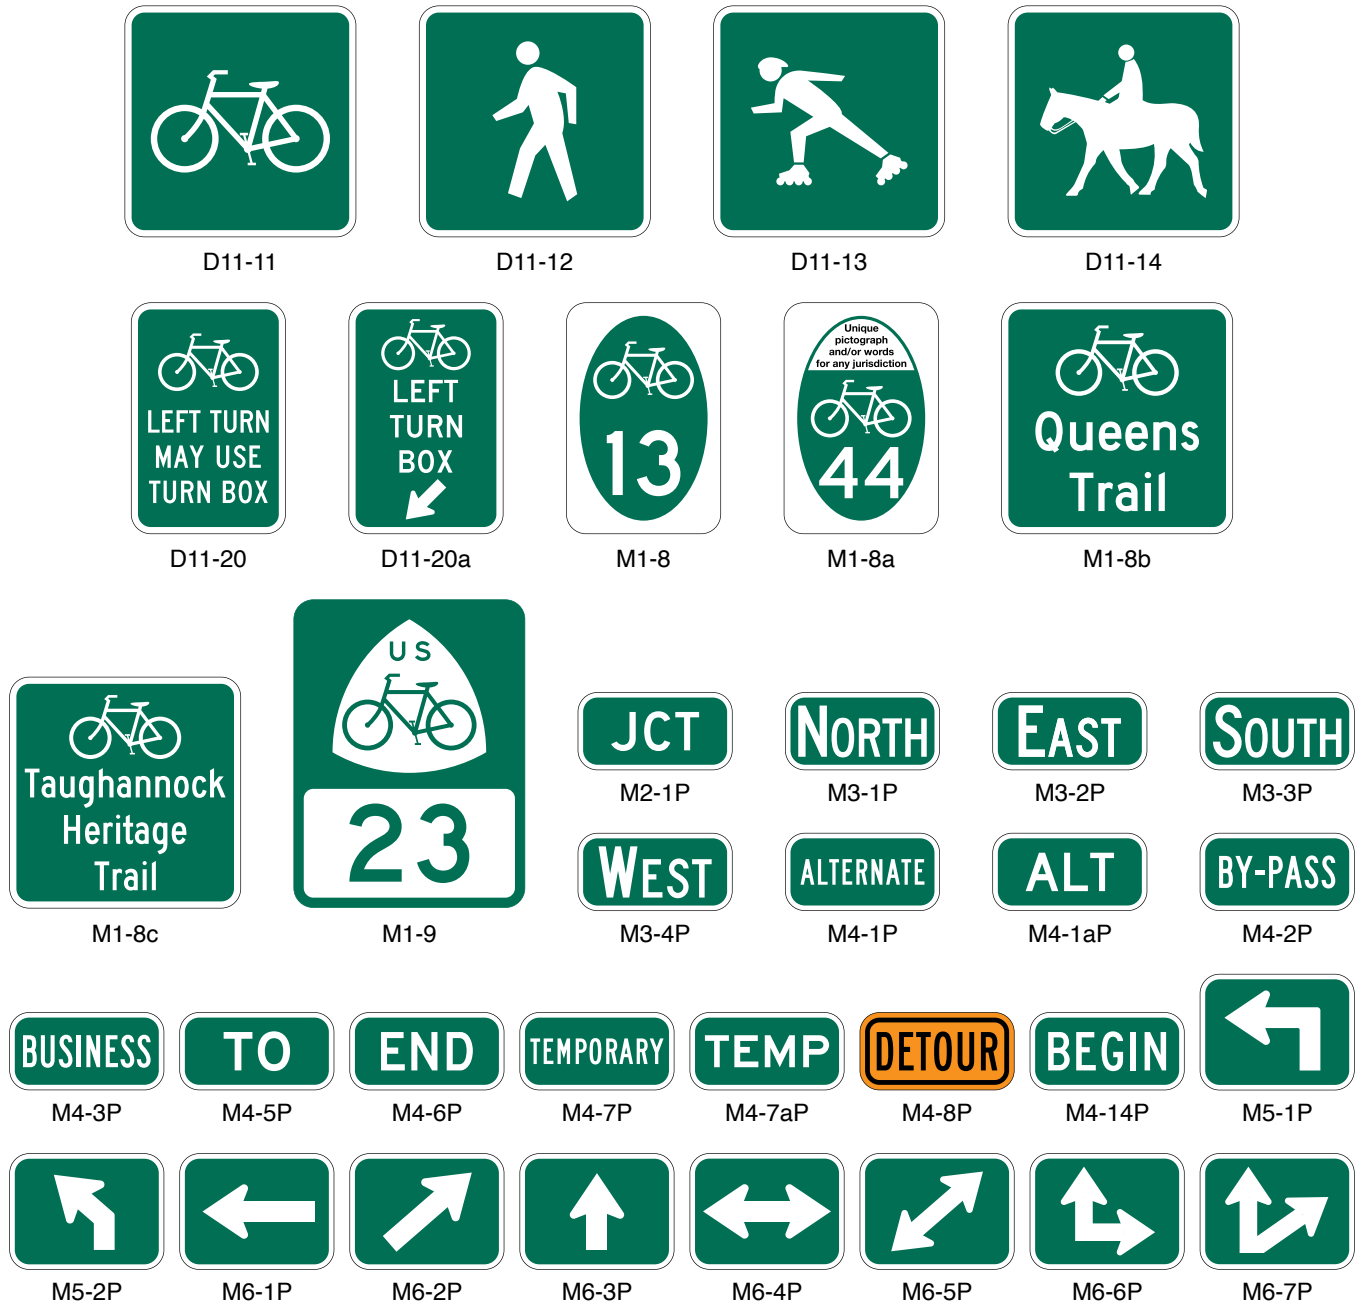 D11-11
D11-12
D11-13
D11-14
LEFT TURN
MAY USE
TURN BOX
D11-20
LEFT
TURN
BOX
D11-20a
13
M1-8
Unique
pictograph
and/or words
for any jurisdiction
44
M1-8a
Queens
Trail
M1-8b
Taughannock
Heritage
Trail
M1-8c
US
23
M1-9
JCT
M2-1P
NORTH
M3-1P
EAST
M3-2P
SOUTH
M3-3P
WEST
M3-4P
ALTERNATE
M4-1P
ALT
M4-1aP
BY-PASS
M4-2P
BUSINESS
M4-3P
TO
M4-5P
END
M4-6P
TEMPORARY
M4-7P
TEMP
M4-7aP
DETOUR
M4-8P
BEGIN
M4-14P
M5-1P
M5-2P
M6-1P
M6-2P
M6-3P
M6-4P
M6-5P
M6-6P
M6-7P